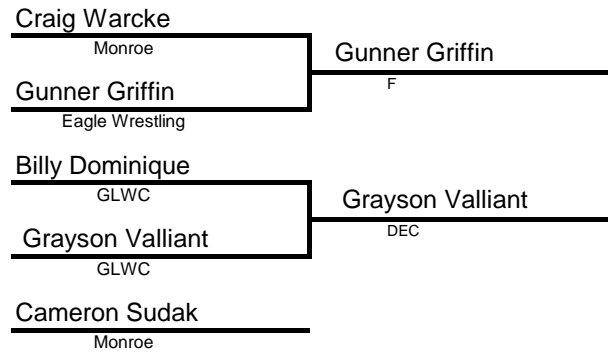 Craig Warcke
Monroe
Gunner Griffin
F
Gunner Griffin
Eagle Wrestling
Billy Dominique
GLWC
Grayson Valliant
DEC
Grayson Valliant
GLWC
Cameron Sudak
Monroe